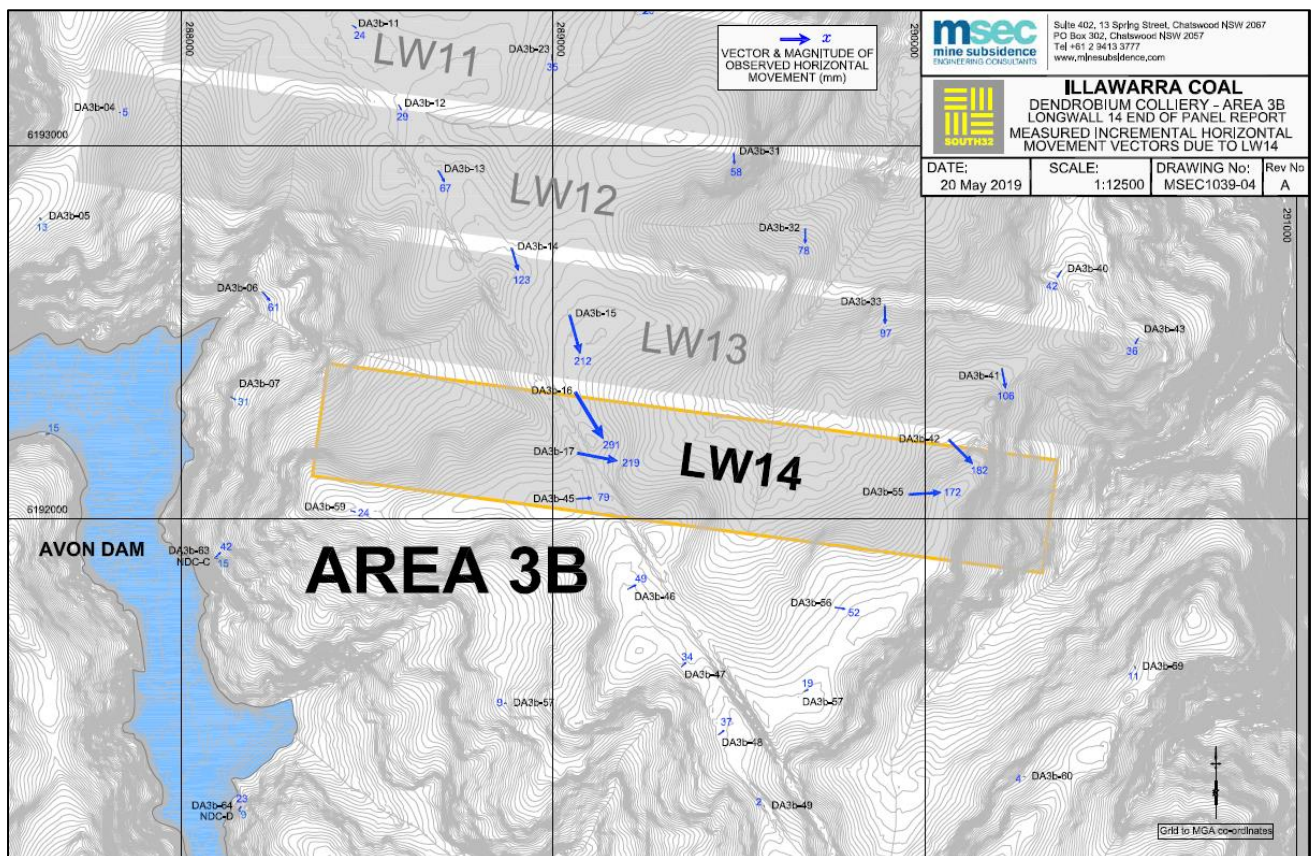 msec
mine subsidence
ENGINEERING CONSULTANTS
Suite 402, 13 Spring Street, Chatswood NSW 2067
PO Box 302, Chatswood NSW 2057
Tel +61 2 9413 3777
www.minesubsidence.com
SOUTH32
ILLAWARRA COAL
DENDROBIUM COLLIERY - AREA 3B
LONGWALL 14 END OF PANEL REPORT
MEASURED INCREMENTAL HORIZONTAL
MOVEMENT VECTORS DUE TO LW14
DATE:
20 May 2019
SCALE:
1:12500
DRAWING No:
MSEC1039-04
Rev No
A
x
VECTOR & MAGNITUDE OF
OBSERVED HORIZONTAL
MOVEMENT (mm)
288000
289000
290000
291000
6193000
6192000
LW11
LW12
LW13
LW14
AREA 3B
AVON DAM
DA3b-11
24
DA3b-23
35
DA3b-04
5
DA3b-12
29
DA3b-31
58
DA3b-13
67
DA3b-05
13
DA3b-32
78
DA3b-14
123
DA3b-40
42
DA3b-06
61
DA3b-15
212
DA3b-33
97
DA3b-43
36
DA3b-07
31
DA3b-16
291
DA3b-41
108
15
DA3b-17
219
DA3b-42
182
DA3b-45
79
DA3b-55
172
DA3b-59
24
DA3b-63
NDC-C
42
15
49
DA3b-46
DA3b-56
52
34
DA3b-47
DA3b-69
11
9
DA3b-57
19
DA3b-57
37
DA3b-48
4
DA3b-60
DA3b-64
NDC-D
23
9
2
DA3b-49
Grid to MGA co-ordinates